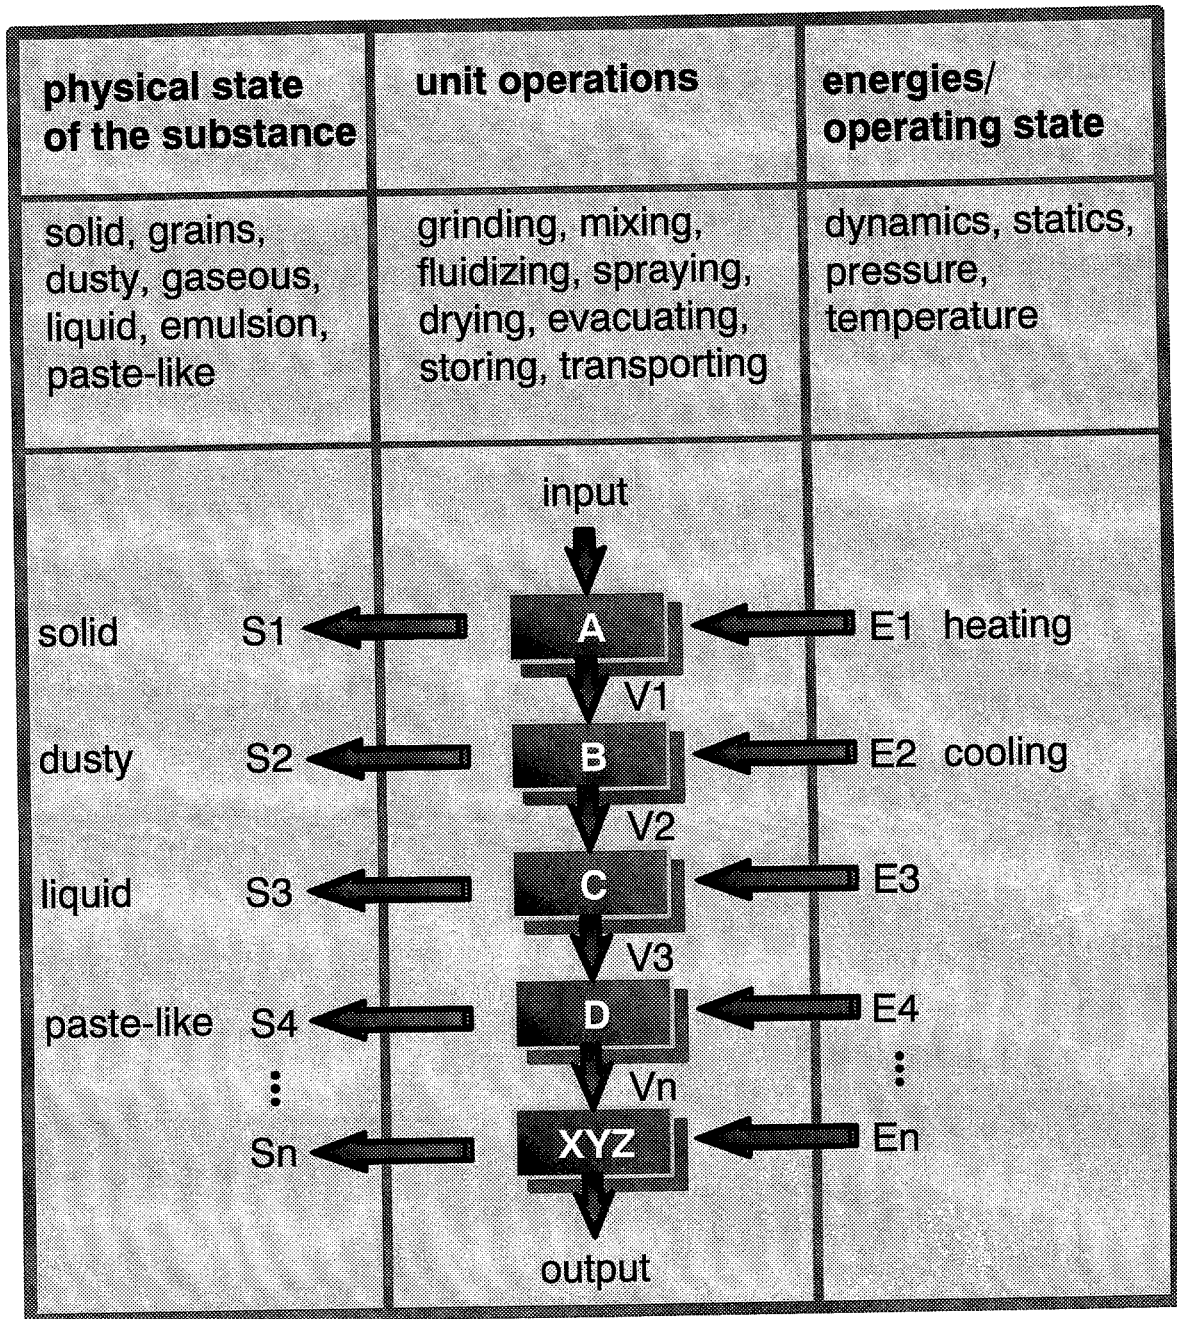 physical state
of the substance
unit operations
energies/
operating state
solid, grains,
dusty, gaseous,
liquid, emulsion,
paste-like
grinding, mixing,
fluidizing, spraying,
drying, evacuating,
storing, transporting
dynamics, statics,
pressure,
temperature
input
solid S1 A E1 heating
V1
dusty S2 B E2 cooling
V2
liquid S3 C E3
V3
paste-like S4 D E4
Vn
Sn XYZ En
output